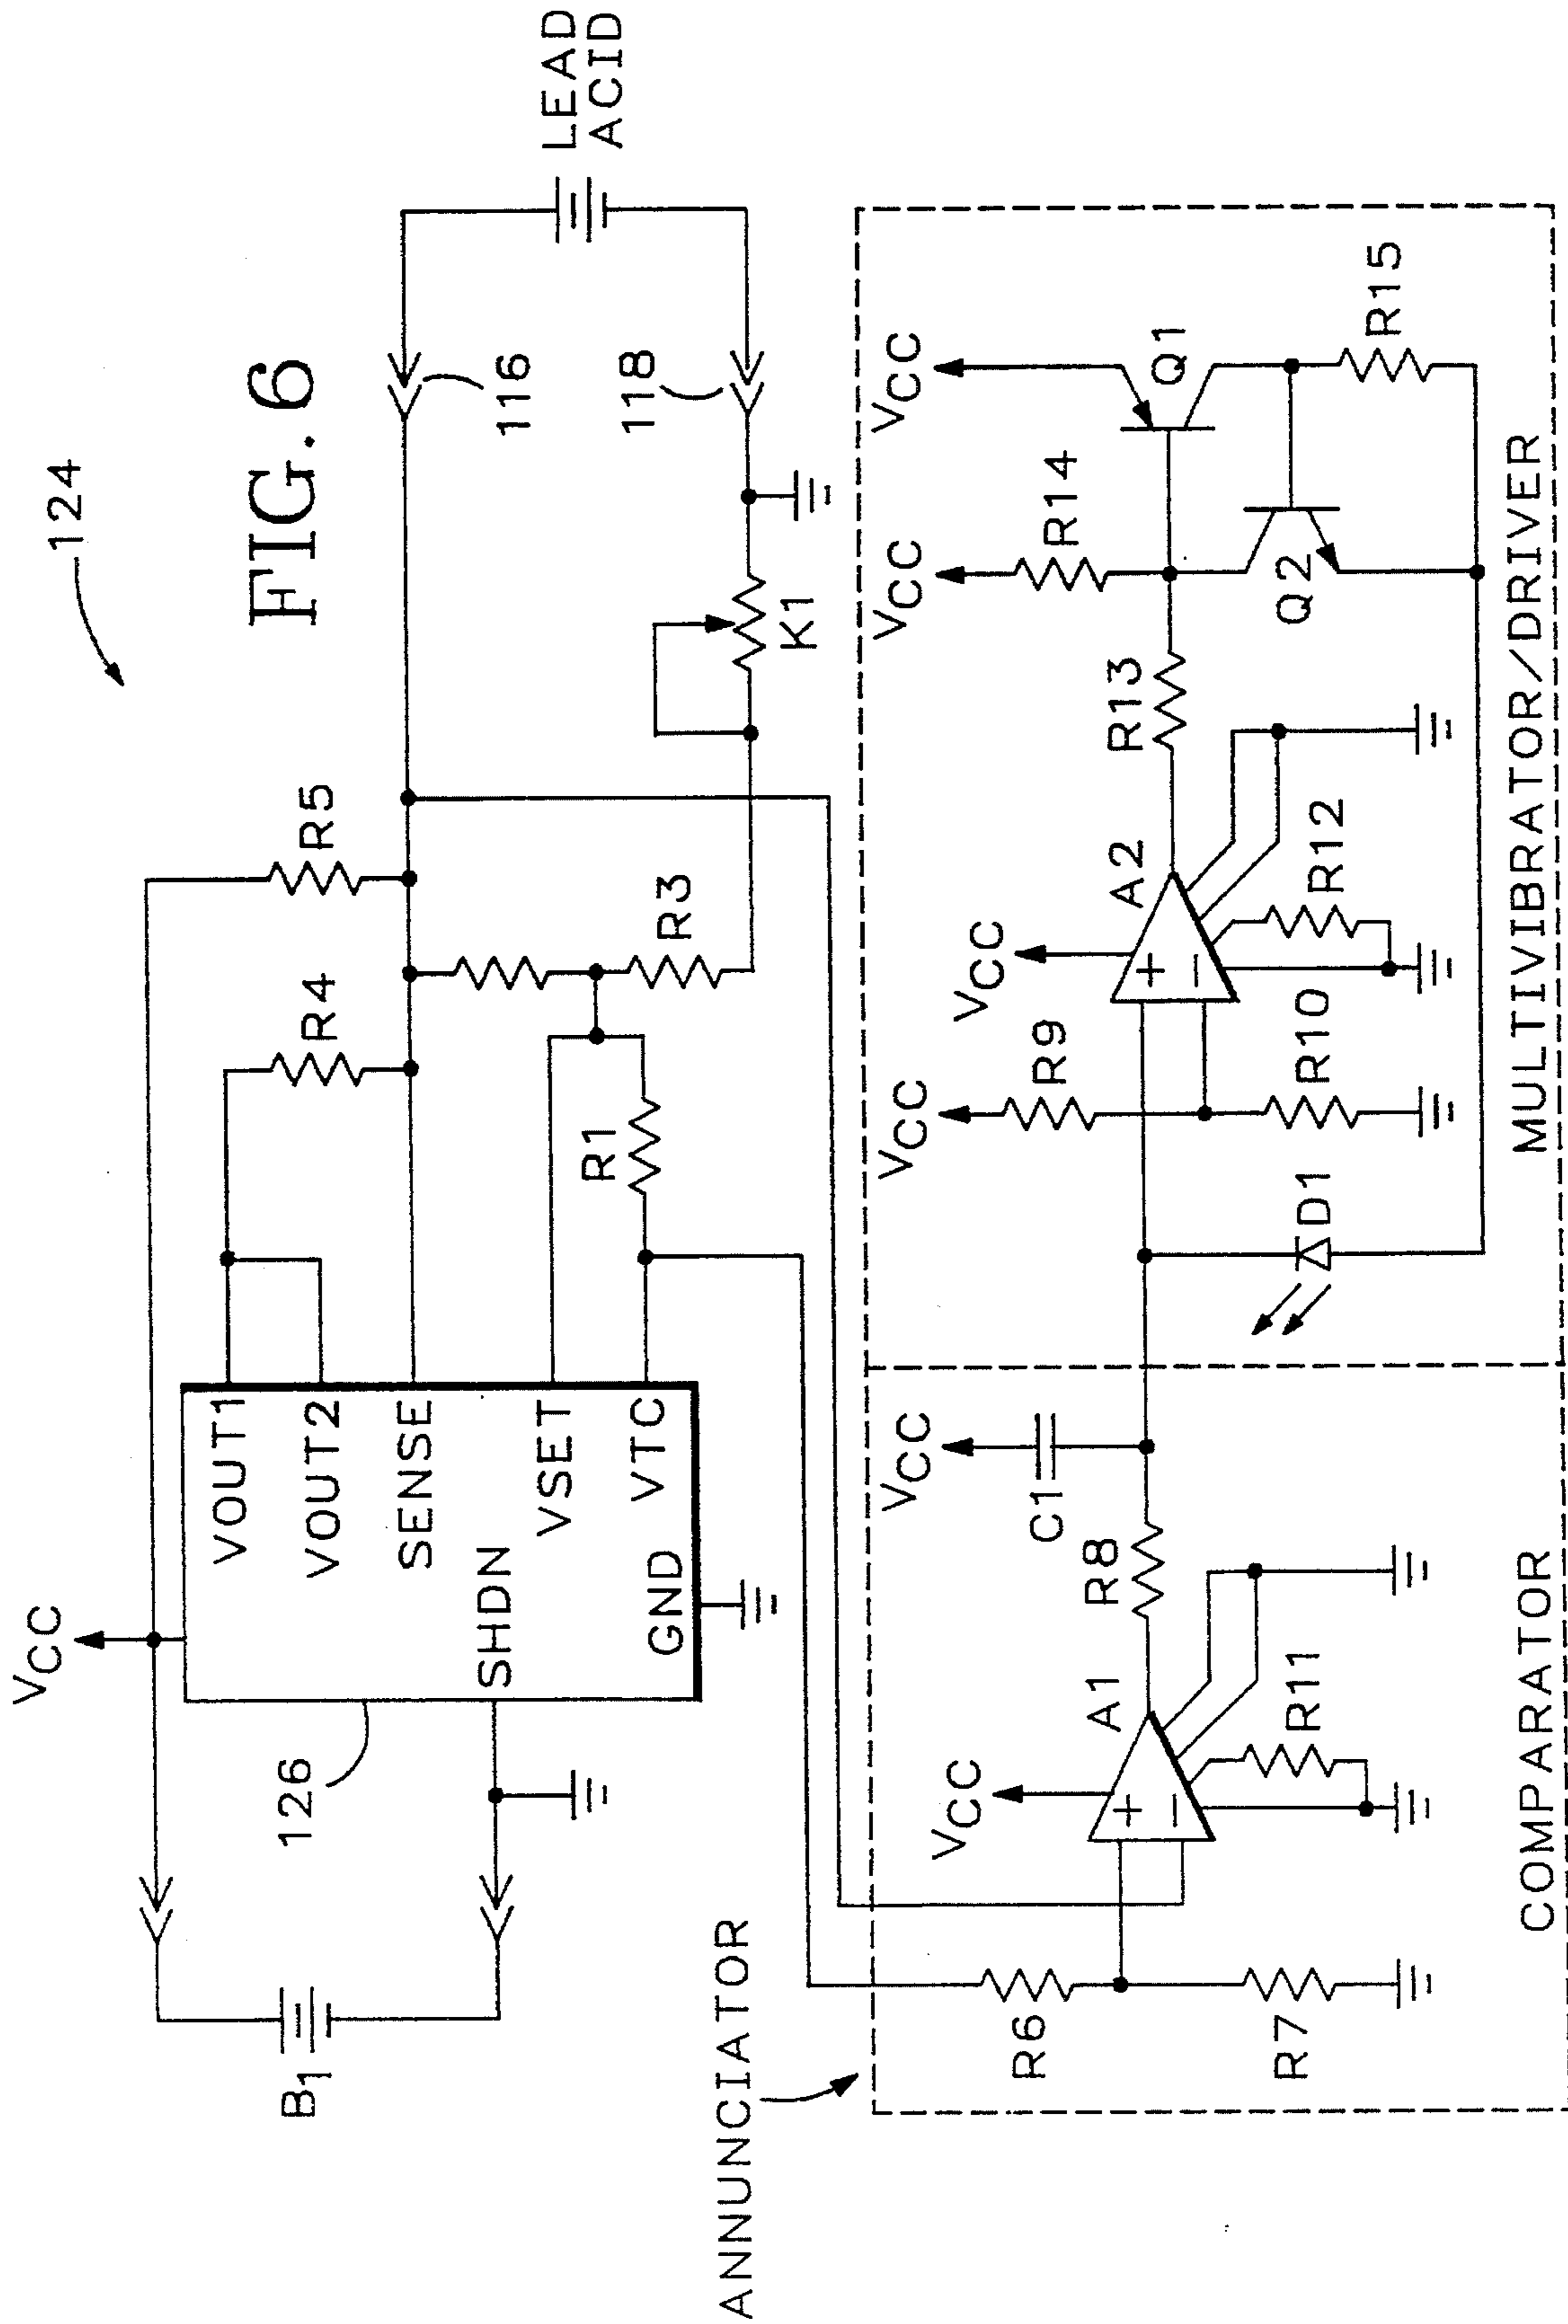 124
FIG. 6
VCC
B1
126
VOUT1
VOUT2
SENSE
SHDN
VSET
VTC
GND
R4
R5
R1
R3
K1
116
118
LEAD
ACID
ANNUNCIATOR
R6
R7
VCC
A1
+
−
R11
R8
VCC
C1
COMPARATOR
D1
VCC
R9
R10
VCC
A2
+
−
R12
R13
VCC
R14
VCC
Q1
Q2
R15
MULTIVIBRATOR/DRIVER